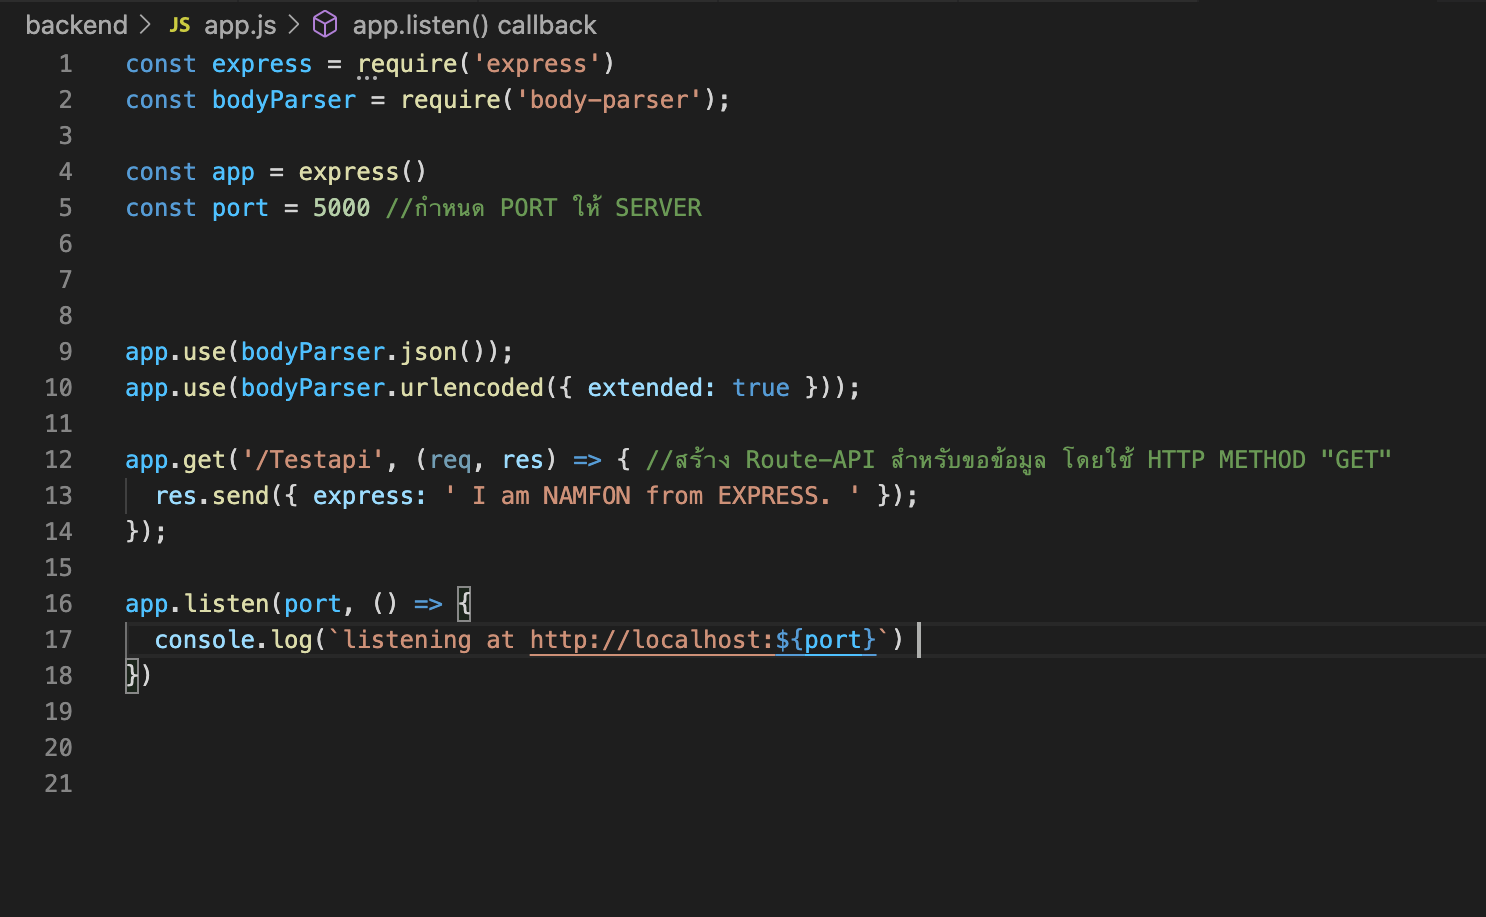 backend > JS app.js > app.listen() callback
1 const express = require('express')
2 const bodyParser = require('body-parser');
3
4 const app = express()
5 const port = 5000 //กำหนด PORT ให้ SERVER
6
7
8
9 app.use(bodyParser.json());
10 app.use(bodyParser.urlencoded({ extended: true }));
11
12 app.get('/Testapi', (req, res) => { //สร้าง Route-API สำหรับขอข้อมูล โดยใช้ HTTP METHOD "GET"
13 res.send({ express: ' I am NAMFON from EXPRESS. ' });
14 });
15
16 app.listen(port, () => {
17 console.log(`listening at http://localhost:${port}`)
18 })
19
20
21